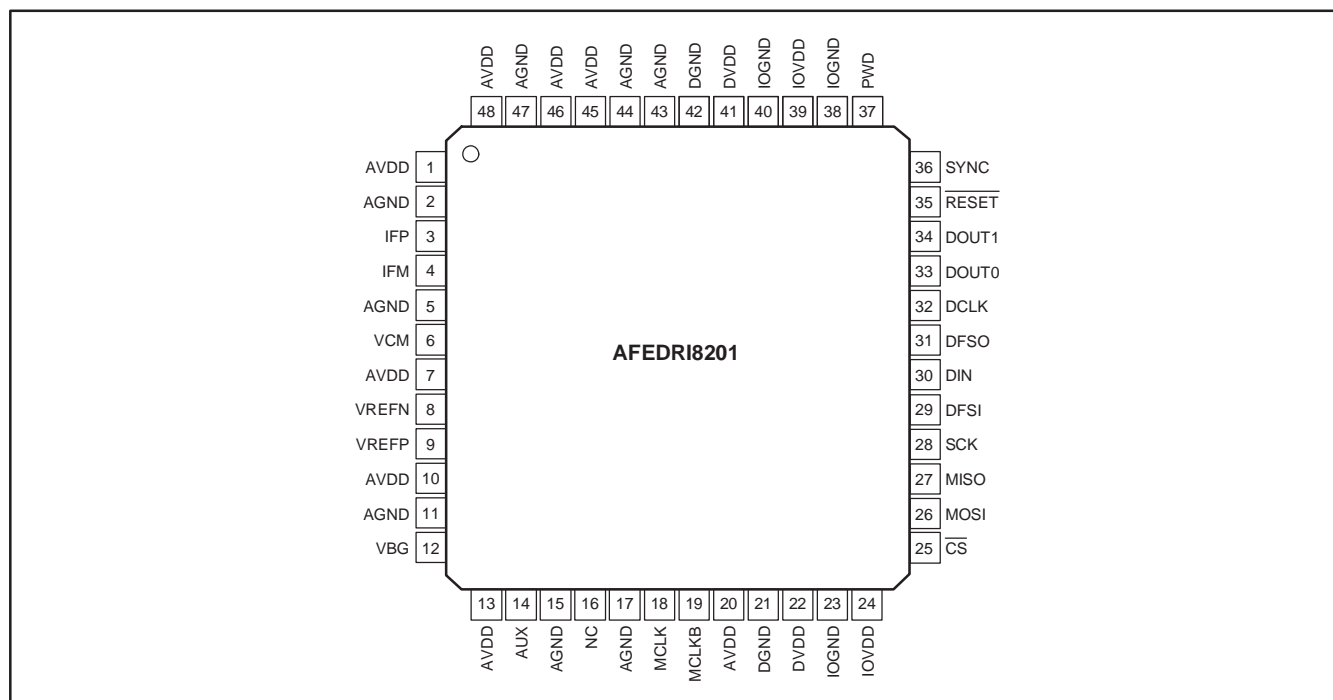 AVDD AGND AVDD AVDD AGND AGND DGND DVDD IOGND IOVDD IOGND PWD
48 47 46 45 44 43 42 41 40 39 38 37
AVDD 1
AGND 2
IFP 3
IFM 4
AGND 5
VCM 6
AVDD 7
VREFN 8
VREFP 9
AVDD 10
AGND 11
VBG 12
AFEDRI8201
36 SYNC
35 RESET
34 DOUT1
33 DOUT0
32 DCLK
31 DFSO
30 DIN
29 DFSI
28 SCK
27 MISO
26 MOSI
25 CS
13 14 15 16 17 18 19 20 21 22 23 24
AVDD AUX AGND NC AGND MCLK MCLKB AVDD DGND DVDD IOGND IOVDD